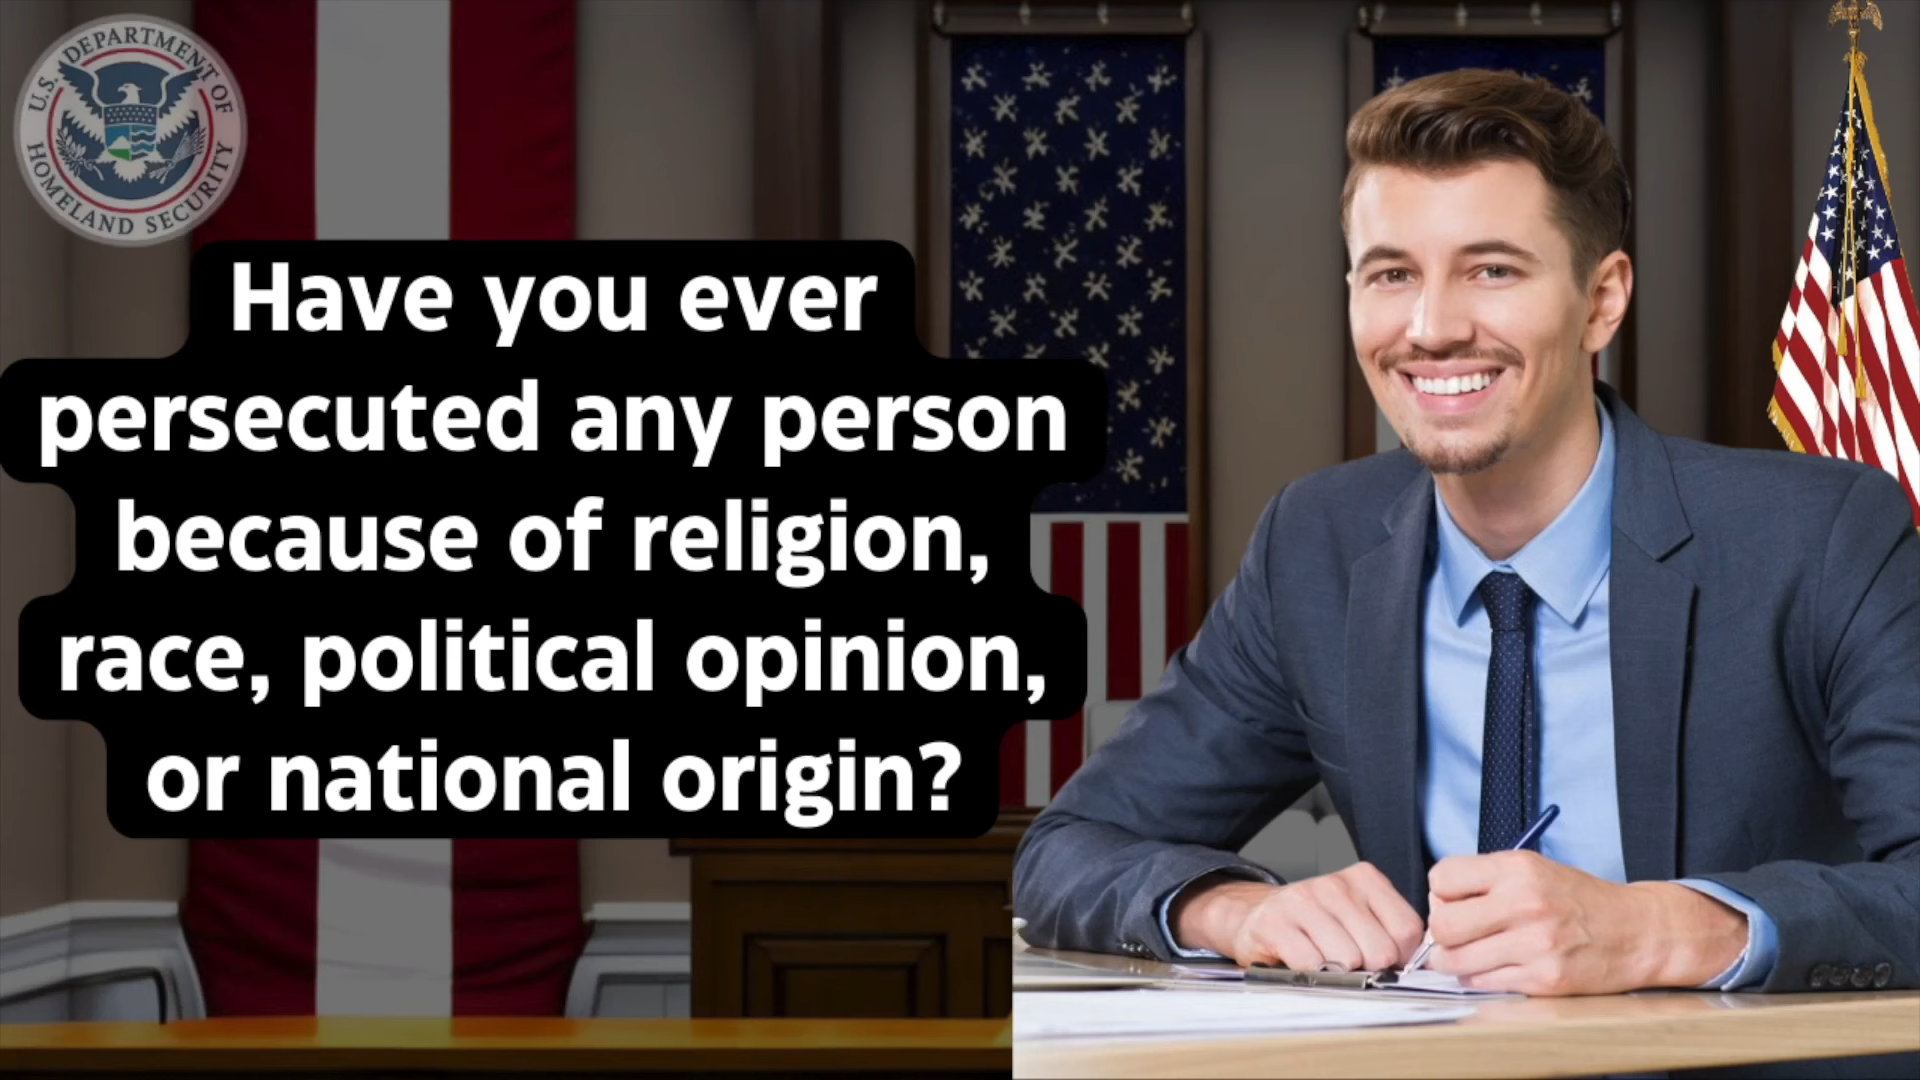 U.S. DEPARTMENT OF
HOMELAND SECURITY
Have you ever
persecuted any person
because of religion,
race, political opinion,
or national origin?